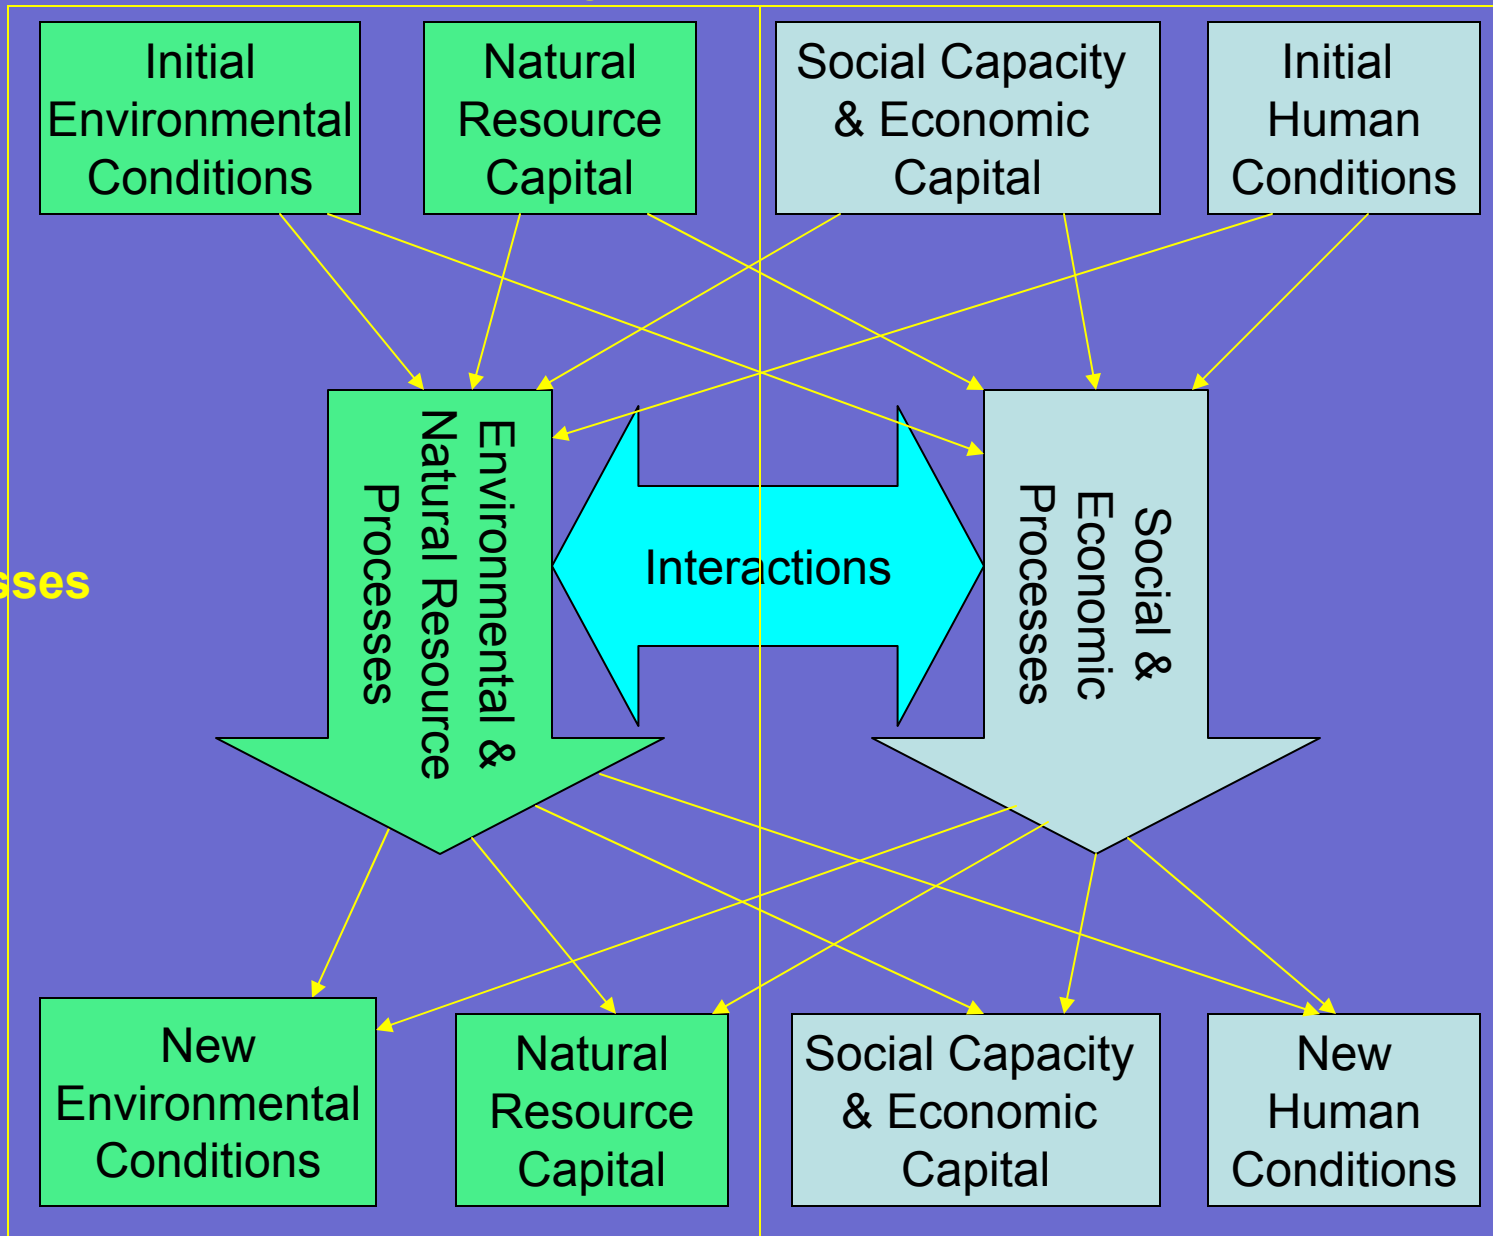 Initial
Environmental
Conditions
Natural
Resource
Capital
Social Capacity
& Economic
Capital
Initial
Human
Conditions
Environmental &
Natural Resource
Processes
Interactions
Social &
Economic
Processes
sses
New
Environmental
Conditions
Natural
Resource
Capital
Social Capacity
& Economic
Capital
New
Human
Conditions